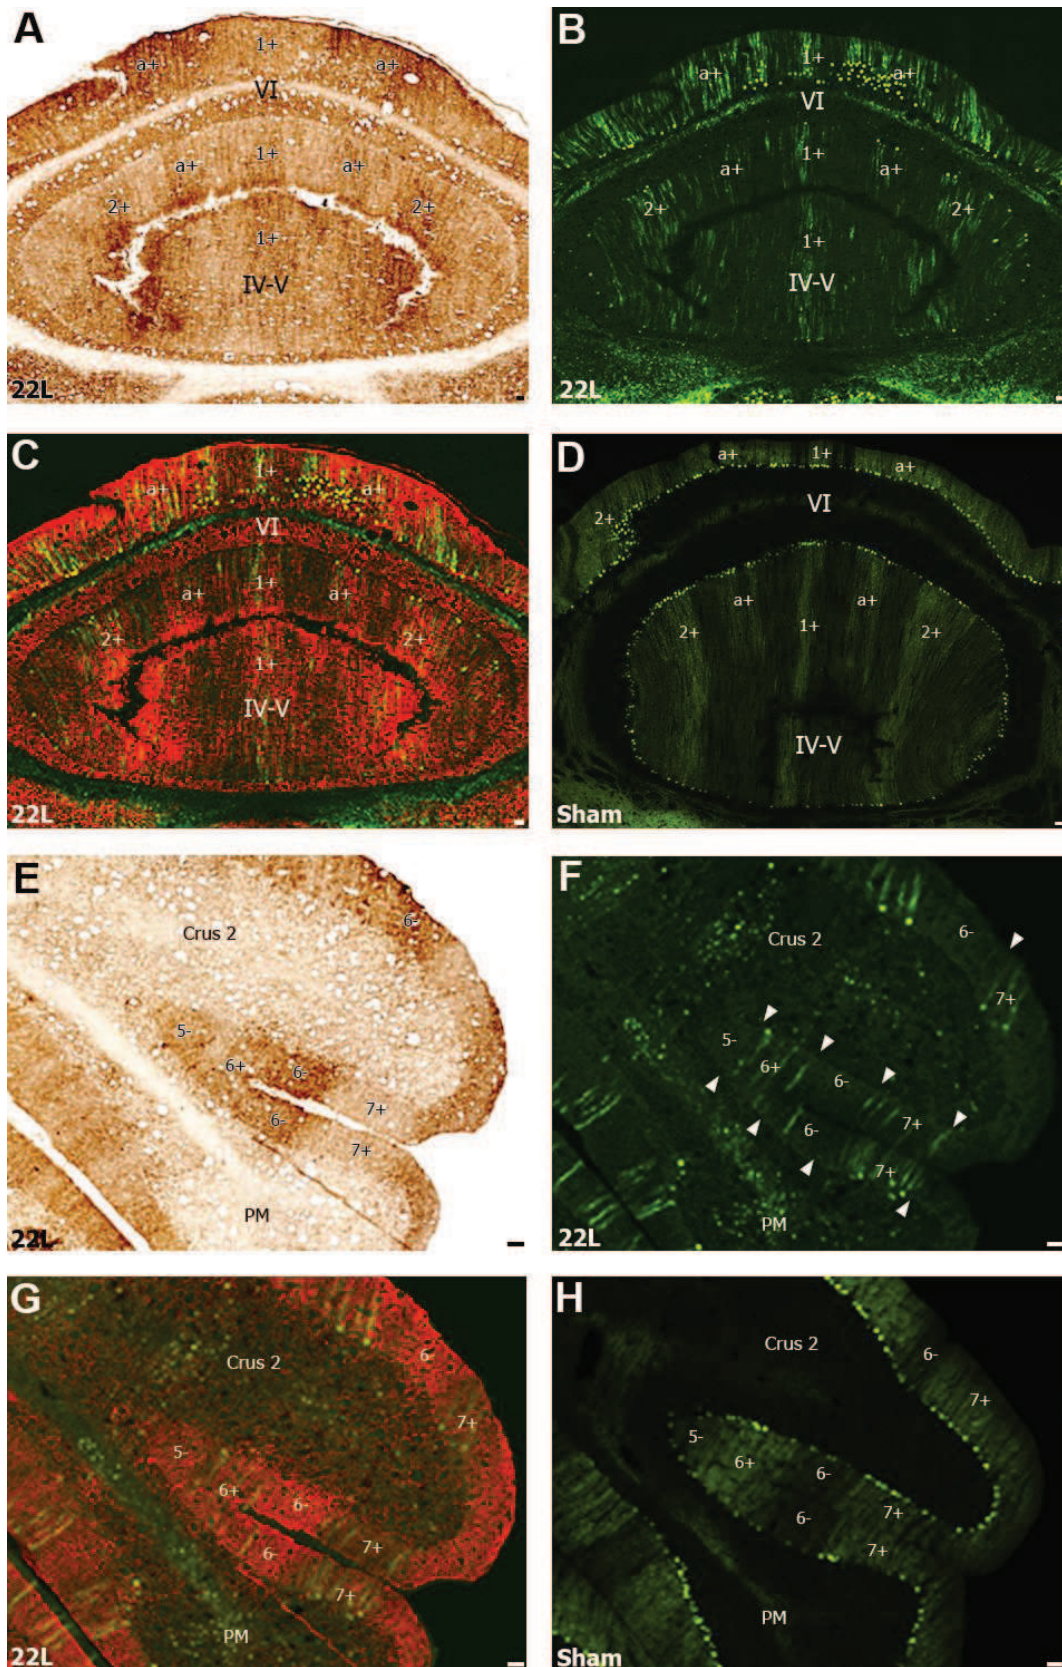 A
1+
a+
a+
VI
a+
1+
a+
2+
2+
1+
IV-V
22L
B
1+
a+
a+
VI
1+
a+
a+
2+
2+
1+
IV-V
22L
C
1+
a+
a+
VI
1+
a+
a+
2+
2+
1+
IV-V
22L
D
a+
1+
a+
2+
VI
a+
a+
2+
1+
2+
IV-V
Sham
E
6-
Crus 2
5-
6+
6-
7+
6-
7+
PM
22L
F
Crus 2
6-
7+
5-
6+
6-
7+
6-
7+
PM
22L
G
Crus 2
6-
7+
5-
6+
6-
7+
6-
7+
PM
22L
H
Crus 2
6-
7+
5-
6+
6-
7+
6-
7+
PM
Sham